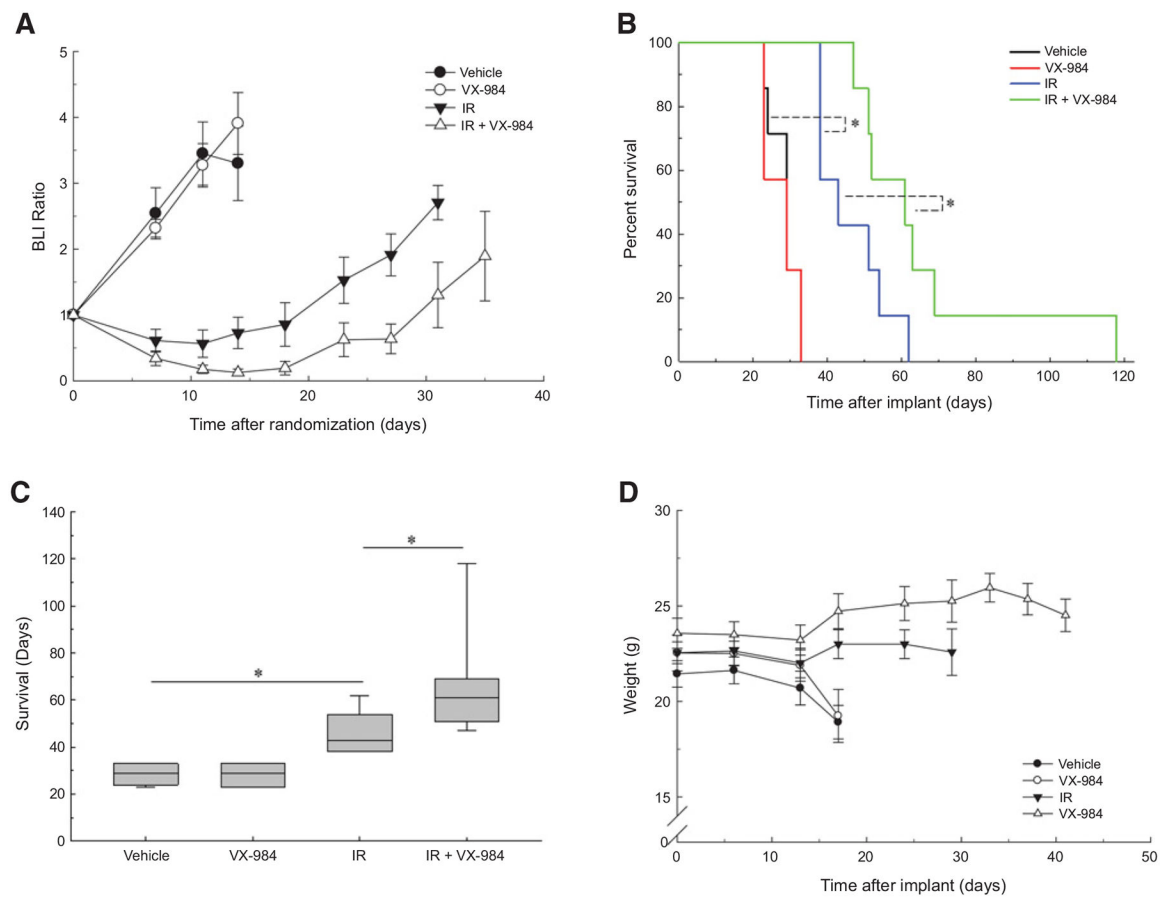 A
5
4
3
2
1
0
BLI Ratio
0 10 20 30 40
Time after randomization (days)
Vehicle
VX-984
IR
IR + VX-984
B
100
80
60
40
20
0
Percent survival
0 20 40 60 80 100 120
Time after implant (days)
Vehicle
VX-984
IR
IR + VX-984
*
*
C
140
120
100
80
60
40
20
0
Survival (Days)
*
*
Vehicle VX-984 IR IR + VX-984
D
30
25
20
15
0
Weight (g)
0 10 20 30 40 50
Time after implant (days)
Vehicle
VX-984
IR
VX-984